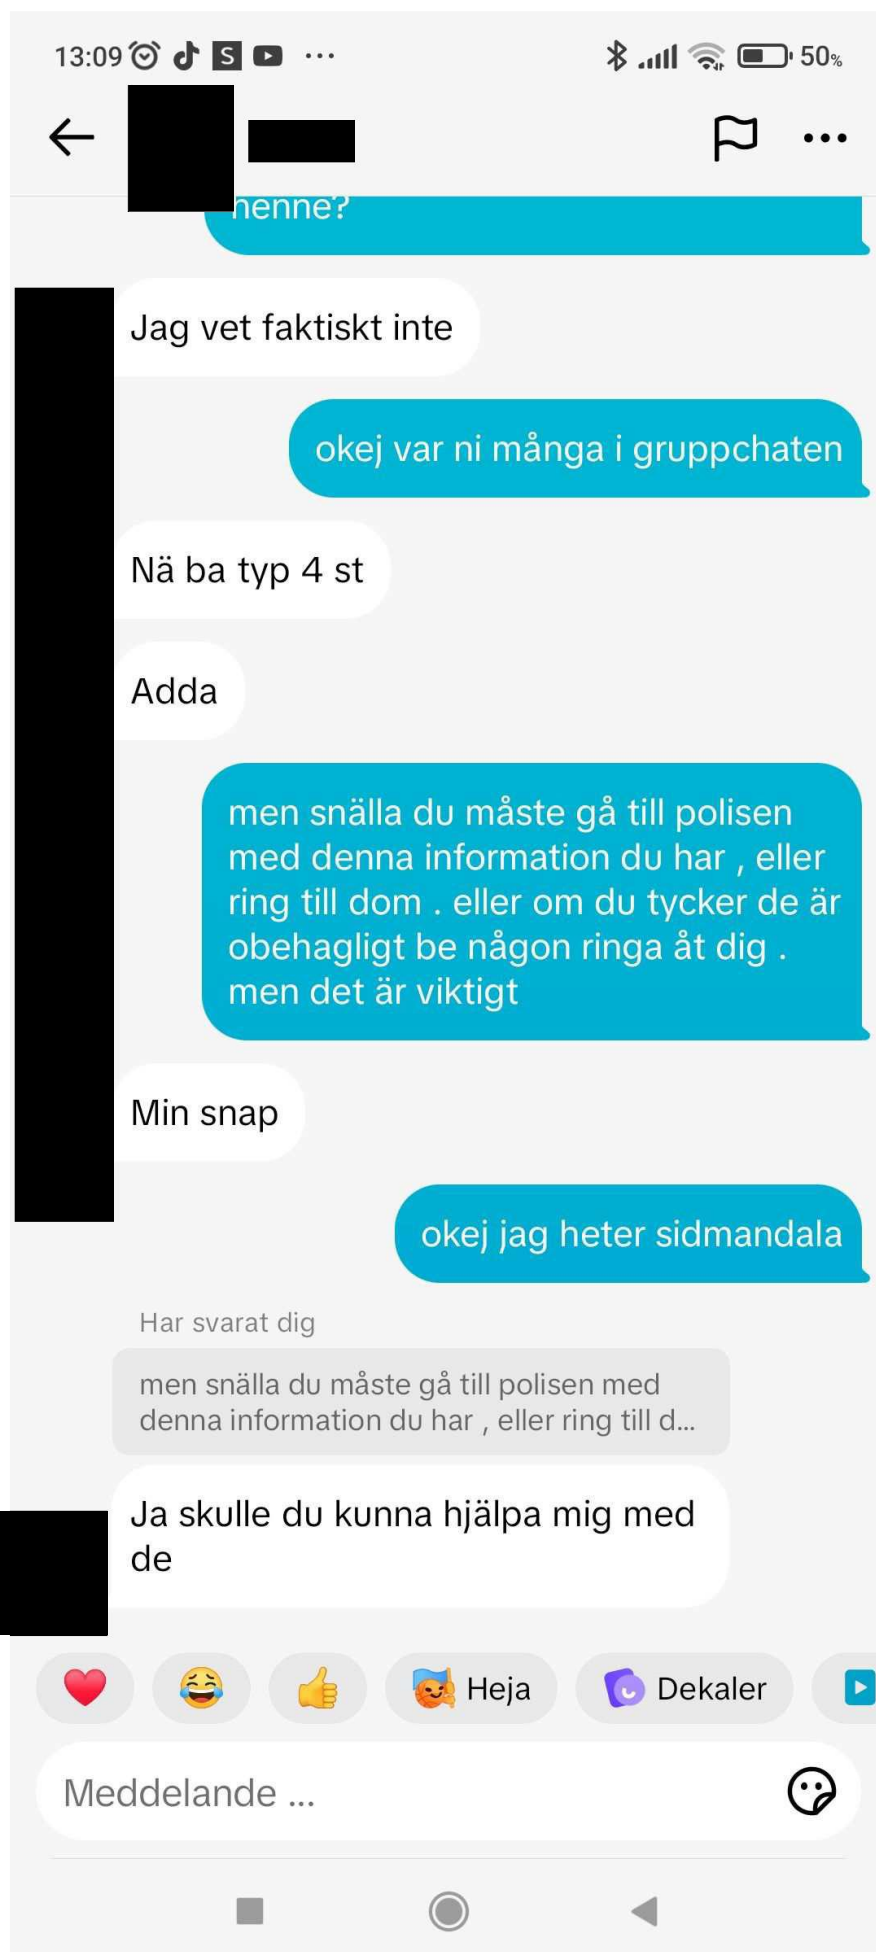 13:09
50%
henne?
Jag vet faktiskt inte
okej var ni många i gruppchaten
Nä ba typ 4 st
Adda
men snälla du måste gå till polisen
med denna information du har , eller
ring till dom . eller om du tycker de är
obehagligt be någon ringa åt dig .
men det är viktigt
Min snap
okej jag heter sidmandala
Har svarat dig
men snälla du måste gå till polisen med
denna information du har , eller ring till d...
Ja skulle du kunna hjälpa mig med
de
Heja
Dekaler
Meddelande ...